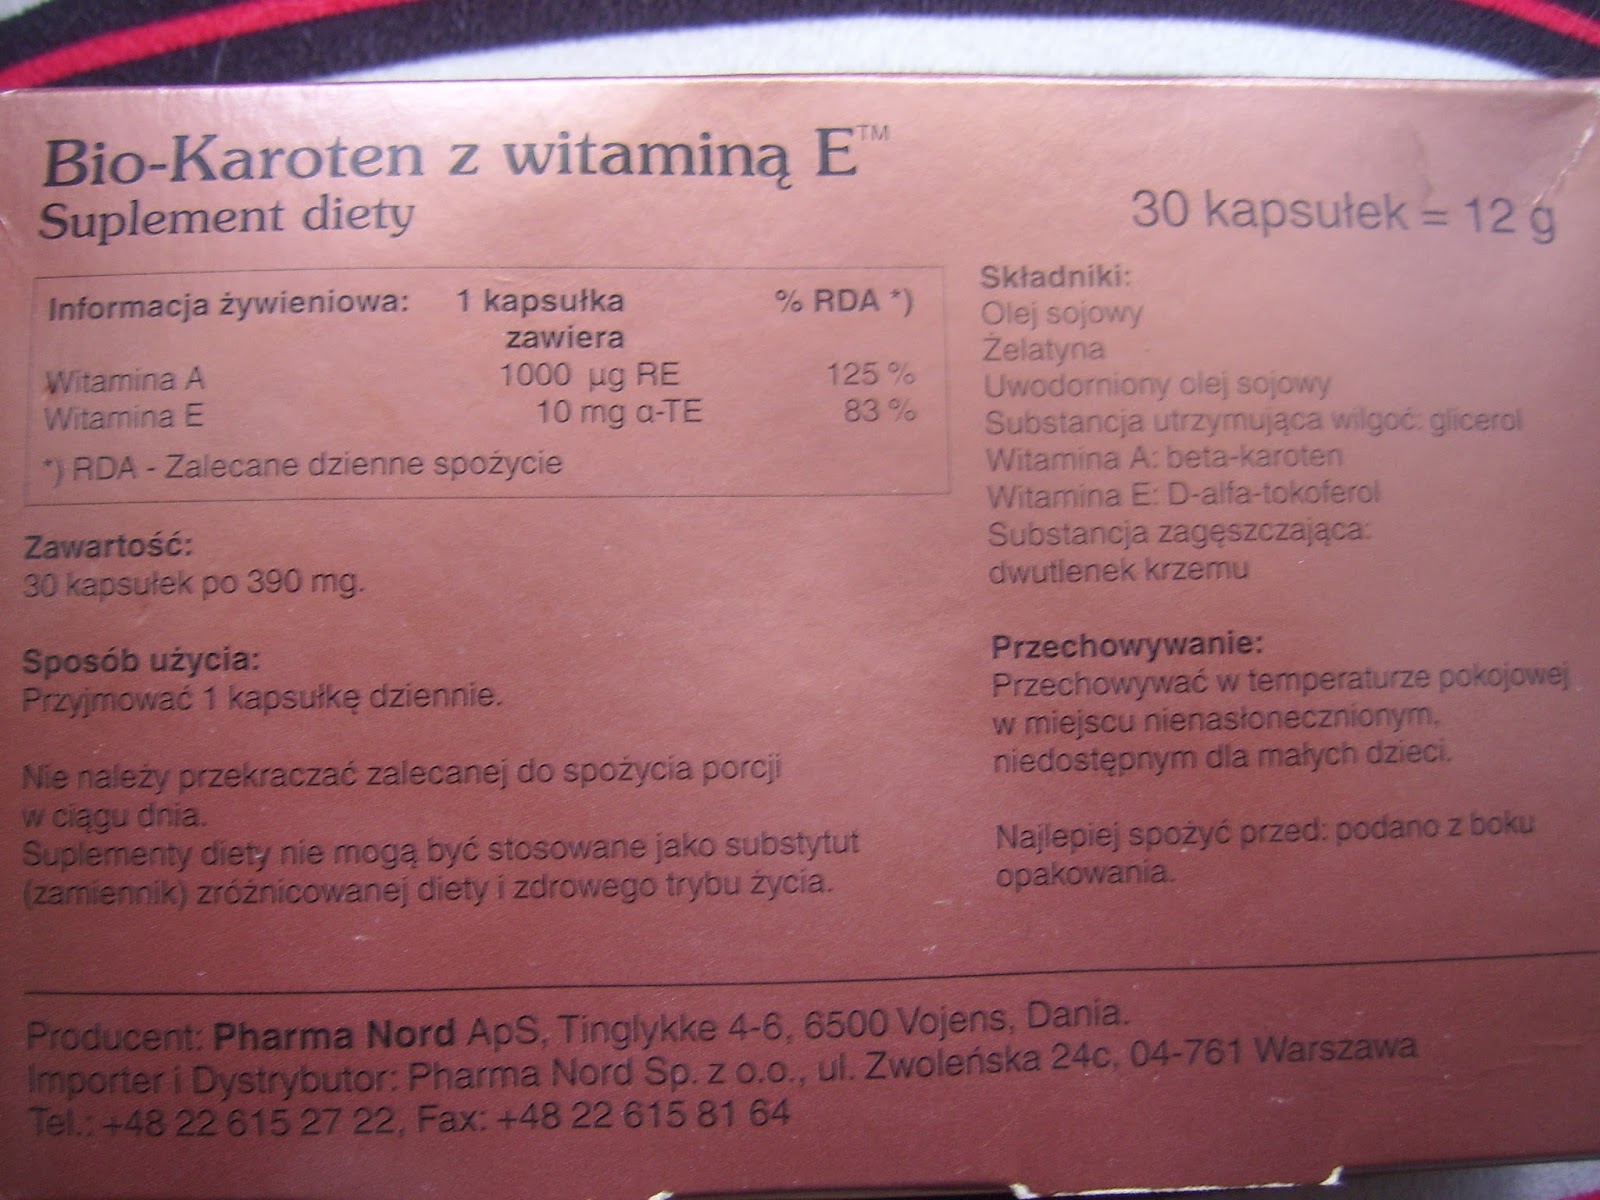 Bio-Karoten z witaminą E™
Suplement diety
30 kapsułek = 12 g
Informacja żywieniowa: 1 kapsułka % RDA *)
zawiera
Witamina A 1000 µg RE 125 %
Witamina E 10 mg α-TE 83 %
*) RDA - Zalecane dzienne spożycie
Zawartość:
30 kapsułek po 390 mg.
Sposób użycia:
Przyjmować 1 kapsułkę dziennie.
Nie należy przekraczać zalecanej do spożycia porcji
w ciągu dnia.
Suplementy diety nie mogą być stosowane jako substytut
(zamiennik) zróżnicowanej diety i zdrowego trybu życia.
Składniki:
Olej sojowy
Żelatyna
Uwodorniony olej sojowy
Substancja utrzymująca wilgoć: glicerol
Witamina A: beta-karoten
Witamina E: D-alfa-tokoferol
Substancja zagęszczająca:
dwutlenek krzemu
Przechowywanie:
Przechowywać w temperaturze pokojowej
w miejscu nienasłonecznionym,
niedostępnym dla małych dzieci.
Najlepiej spożyć przed: podano z boku
opakowania.
Producent: Pharma Nord ApS, Tinglykke 4-6, 6500 Vojens, Dania.
Importer i Dystrybutor: Pharma Nord Sp. z o.o., ul. Zwoleńska 24c, 04-761 Warszawa
Tel.: +48 22 615 27 22, Fax: +48 22 615 81 64